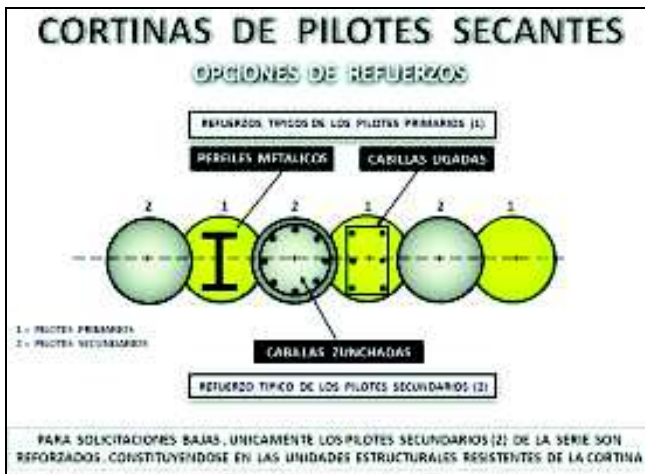 CORTINAS DE PILOTES SECANTES
OPCIONES DE REFUERZOS
REFUERZOS TIPICOS DE LOS PILOTES PRIMARIOS (1)
PERFILES METALICOS CABILLAS LIGADAS
2 1 2 1 2 1
1 = PILOTES PRIMARIOS
2 = PILOTES SECUNDARIOS
CABILLAS ZUNCHADAS
REFUERZO TIPICO DE LOS PILOTES SECUNDARIOS (2)
PARA SOLICITACIONES BAJAS, UNICAMENTE LOS PILOTES SECUNDARIOS (2) DE LA SERIE SON
REFORZADOS, CONSTITUYENDOSE EN LAS UNIDADES ESTRUCTURALES RESISTENTES DE LA CORTINA